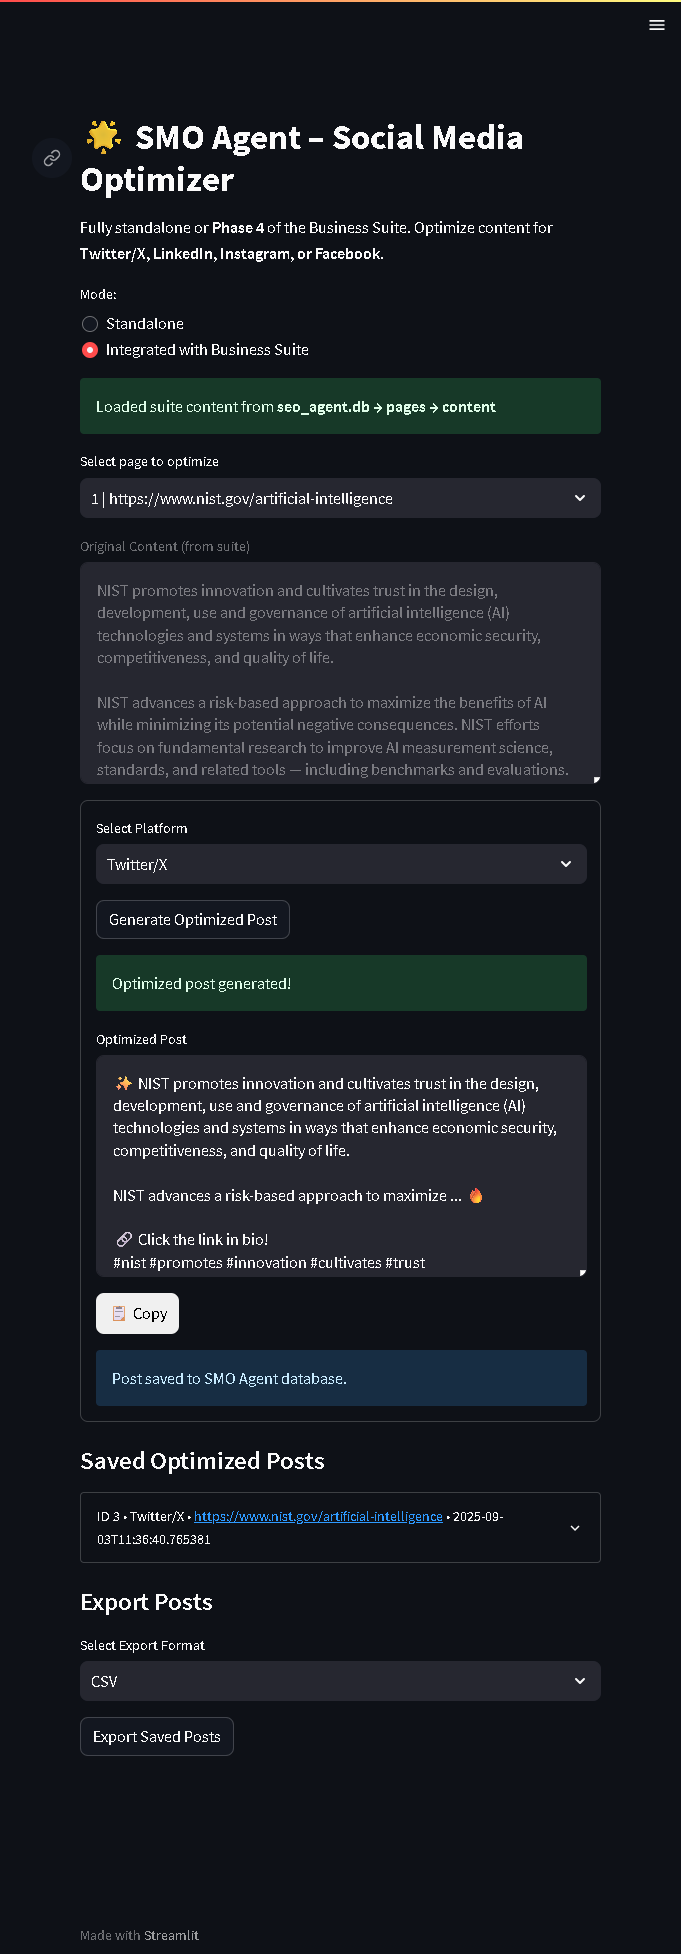 🌟 SMO Agent – Social Media
Optimizer
Fully standalone or Phase 4 of the Business Suite. Optimize content for
Twitter/X, LinkedIn, Instagram, or Facebook.
Mode:
Standalone
Integrated with Business Suite
Loaded suite content from seo_agent.db → pages → content
Select page to optimize
1 | https://www.nist.gov/artificial-intelligence
Original Content (from suite)
NIST promotes innovation and cultivates trust in the design,
development, use and governance of artificial intelligence (AI)
technologies and systems in ways that enhance economic security,
competitiveness, and quality of life.
NIST advances a risk-based approach to maximize the benefits of AI
while minimizing its potential negative consequences. NIST efforts
focus on fundamental research to improve AI measurement science,
standards, and related tools — including benchmarks and evaluations.
Select Platform
Twitter/X
Generate Optimized Post
Optimized post generated!
Optimized Post
✨ NIST promotes innovation and cultivates trust in the design,
development, use and governance of artificial intelligence (AI)
technologies and systems in ways that enhance economic security,
competitiveness, and quality of life.
NIST advances a risk-based approach to maximize ... 🔥
🔗 Click the link in bio!
#nist #promotes #innovation #cultivates #trust
📋 Copy
Post saved to SMO Agent database.
Saved Optimized Posts
ID 3 • Twitter/X • https://www.nist.gov/artificial-intelligence • 2025-09-
03T11:36:40.765381
Export Posts
Select Export Format
CSV
Export Saved Posts
Made with Streamlit